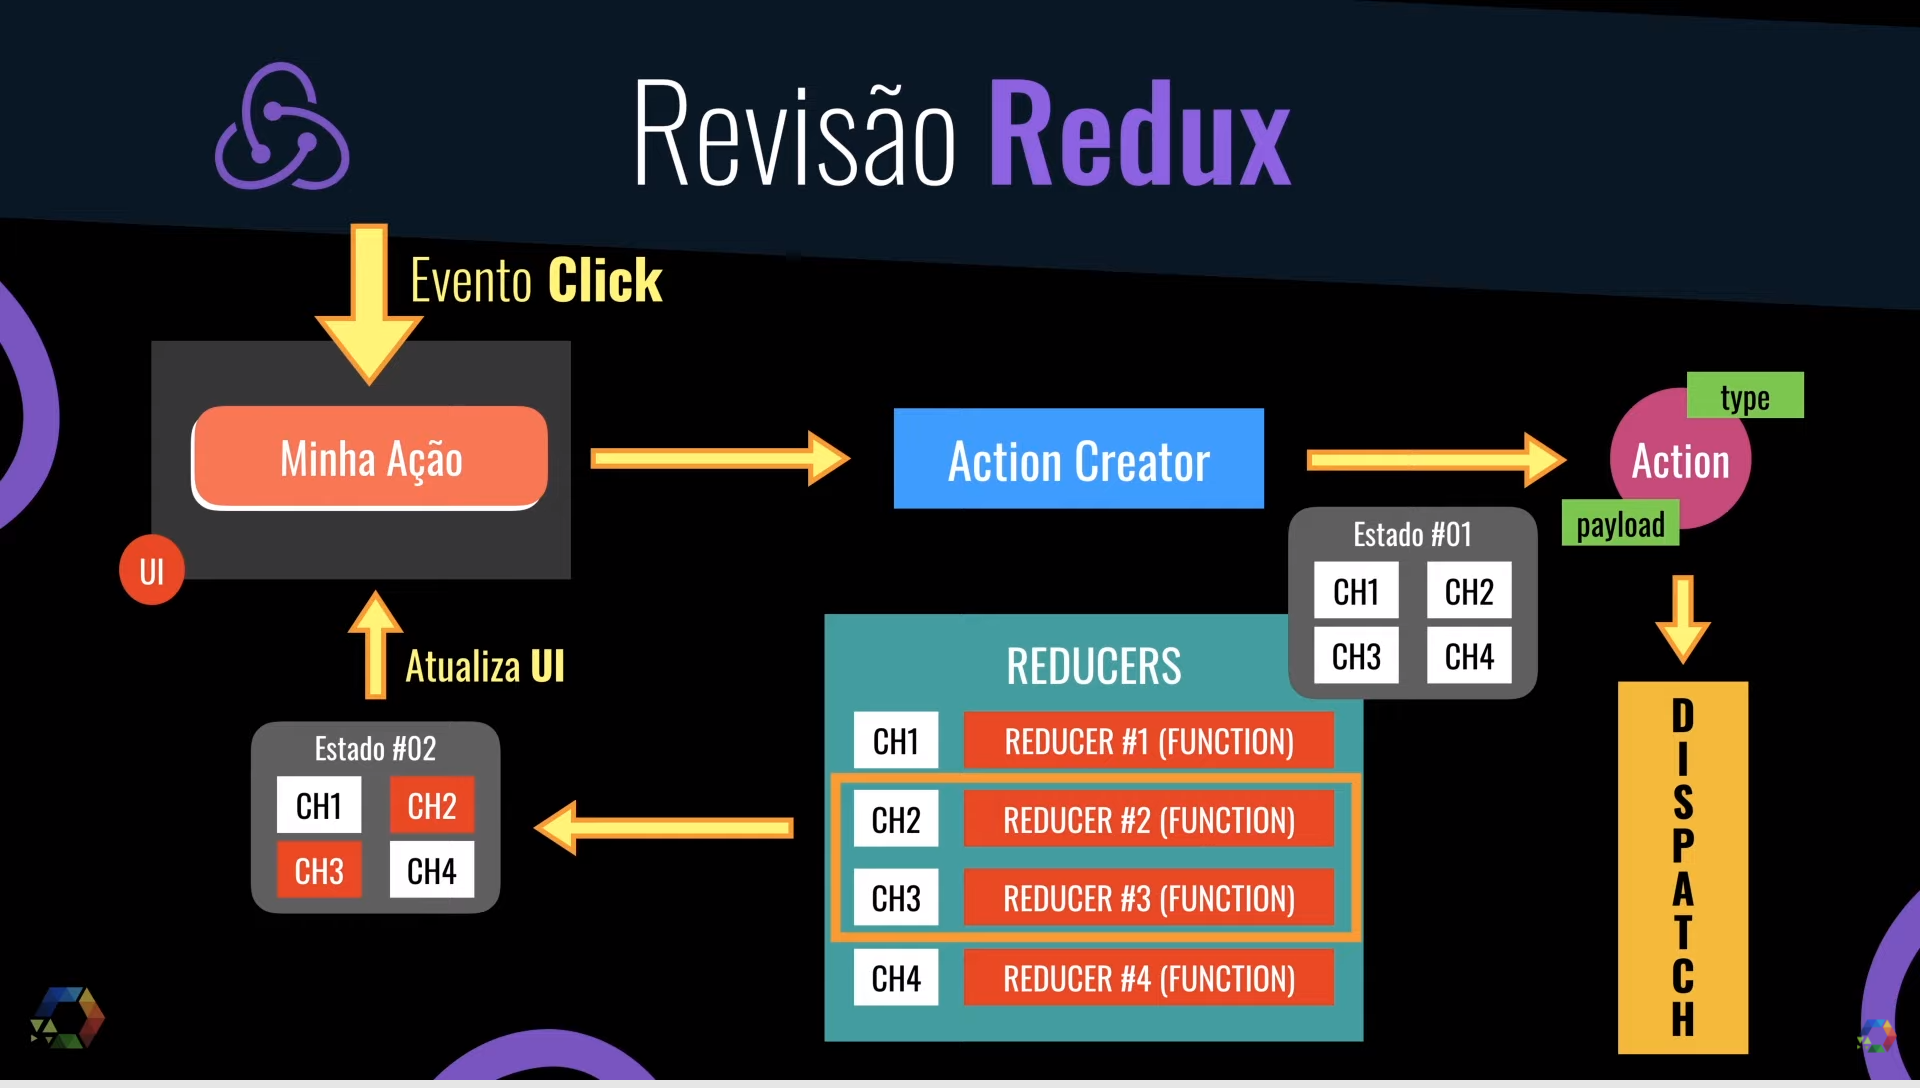 Revisão Redux
Evento Click
Minha Ação
UI
Action Creator
type
Action
payload
Estado #01
CH1 CH2
CH3 CH4
DISPATCH
REDUCERS
CH1 REDUCER #1 (FUNCTION)
CH2 REDUCER #2 (FUNCTION)
CH3 REDUCER #3 (FUNCTION)
CH4 REDUCER #4 (FUNCTION)
Estado #02
CH1 CH2
CH3 CH4
Atualiza UI